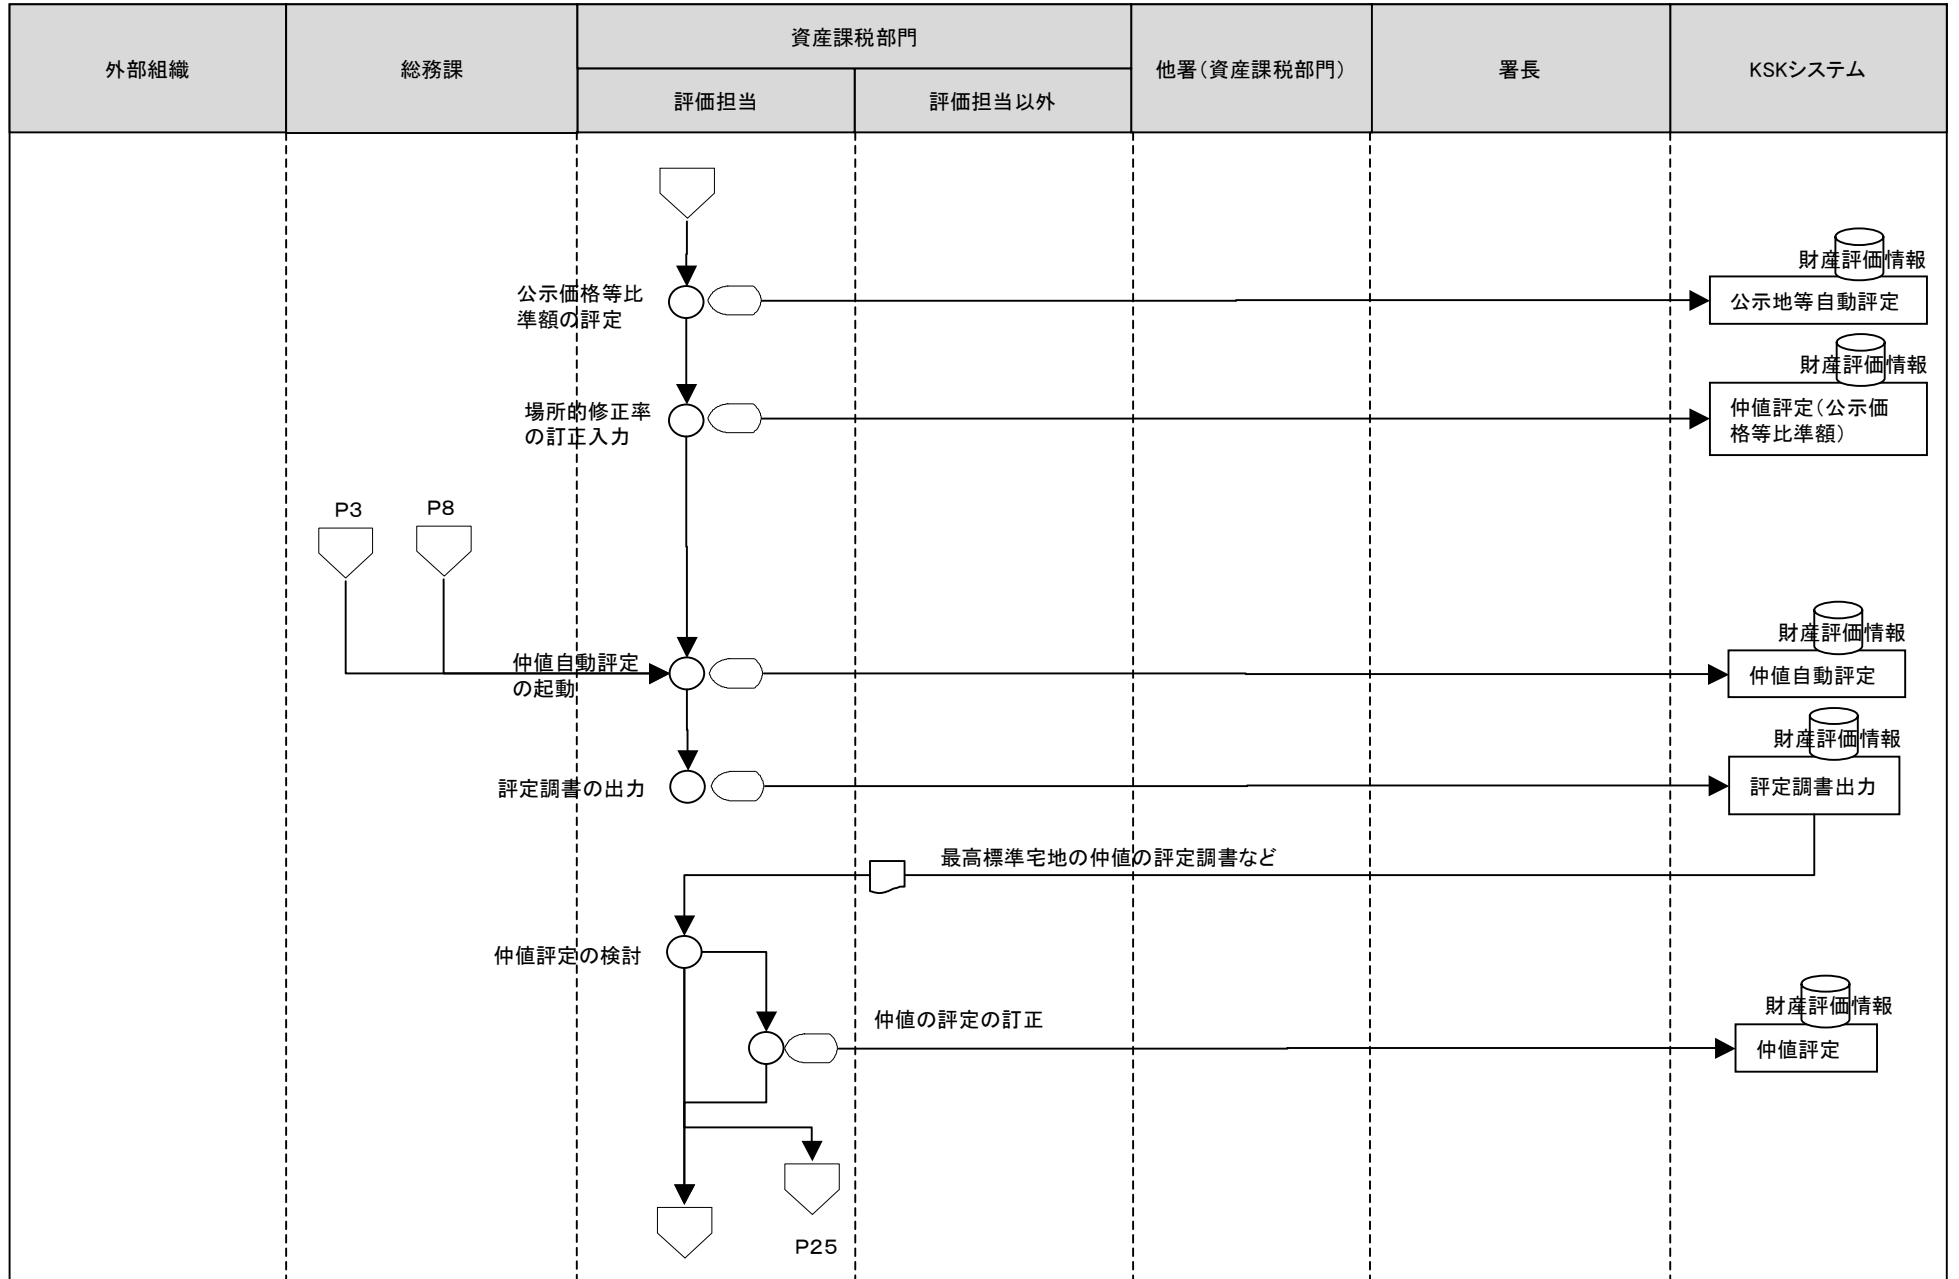 外部組織
総務課
資産課税部門
評価担当
評価担当以外
他署(資産課税部門)
署長
KSKシステム
財産評価情報
公示価格等比
準額の評定
公示地等自動評定
財産評価情報
場所的修正率
の訂正入力
仲値評定(公示価
格等比準額)
P3
P8
財産評価情報
仲値自動評定
の起動
仲値自動評定
財産評価情報
評定調書の出力
評定調書出力
最高標準宅地の仲値の評定調書など
仲値評定の検討
財産評価情報
仲値の評定の訂正
仲値評定
P25